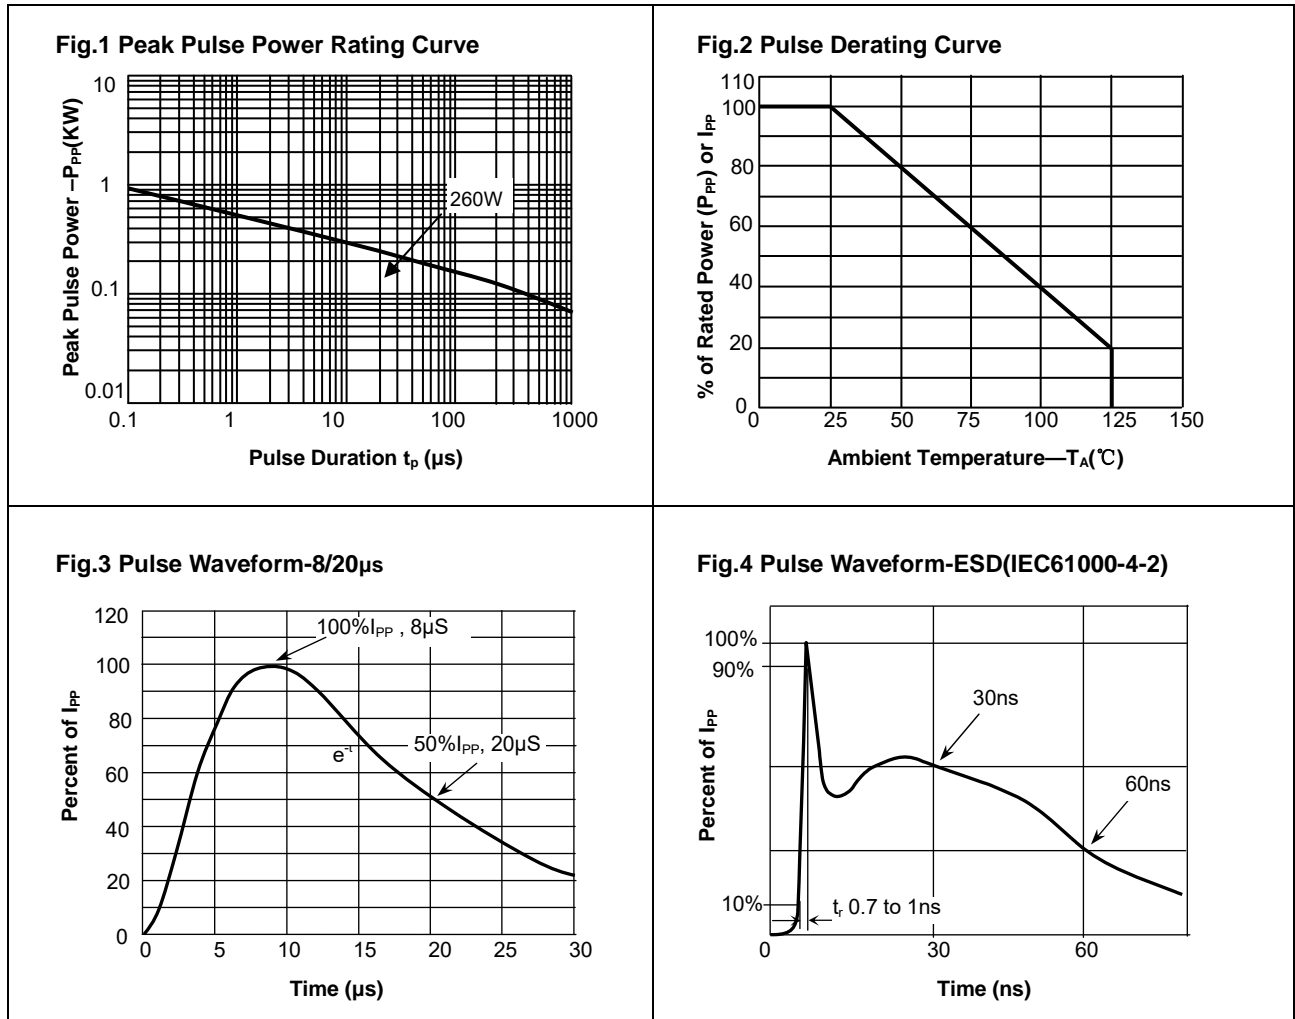 Fig.1 Peak Pulse Power Rating Curve
Peak Pulse Power –PPP(KW)
10
1
0.1
0.01
260W
0.1 1 10 100 1000
Pulse Duration tp (µs)
Fig.2 Pulse Derating Curve
% of Rated Power (PPP) or IPP
110
100
80
60
40
20
0
0 25 50 75 100 125 150
Ambient Temperature—TA(℃)
Fig.3 Pulse Waveform-8/20µs
Percent of IPP
120
100
80
60
40
20
0
100%IPP , 8µS
e-t
50%IPP, 20µS
0 5 10 15 20 25 30
Time (µs)
Fig.4 Pulse Waveform-ESD(IEC61000-4-2)
Percent of IPP
100%
90%
10%
30ns
60ns
tr 0.7 to 1ns
0 30 60
Time (ns)